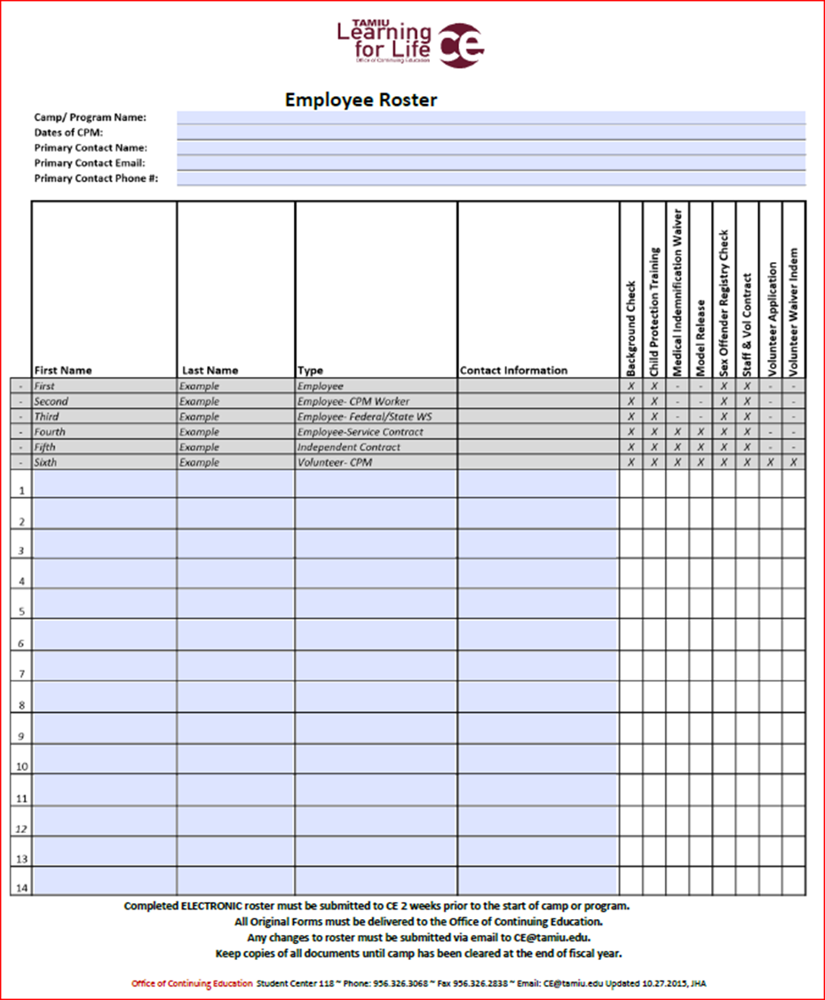 TAMIU
Learning
for Life
Office of Continuing Education
ce
Employee Roster
Camp/ Program Name:
Dates of CPM:
Primary Contact Name:
Primary Contact Email:
Primary Contact Phone #:
First Name Last Name Type Contact Information Background Check Child Protection Training Medical Indemnification Waiver Model Release Sex Offender Registry Check Staff & Vol Contract Volunteer Application Volunteer Waiver Indem
- First Example Employee X X - - X X - -
- Second Example Employee- CPM Worker X X - - X X - -
- Third Example Employee- Federal/State WS X X - - X X - -
- Fourth Example Employee-Service Contract X X X X X X - -
- Fifth Example Independent Contract X X X X X X - -
- Sixth Example Volunteer- CPM X X X X X X X X
1
2
3
4
5
6
7
8
9
10
11
12
13
14
Completed ELECTRONIC roster must be submitted to CE 2 weeks prior to the start of camp or program.
All Original Forms must be delivered to the Office of Continuing Education.
Any changes to roster must be submitted via email to CE@tamiu.edu.
Keep copies of all documents until camp has been cleared at the end of fiscal year.
Office of Continuing Education Student Center 118 ~ Phone: 956.326.3068 ~ Fax 956.326.2838 ~ Email: CE@tamiu.edu Updated 10.27.2015, JHA